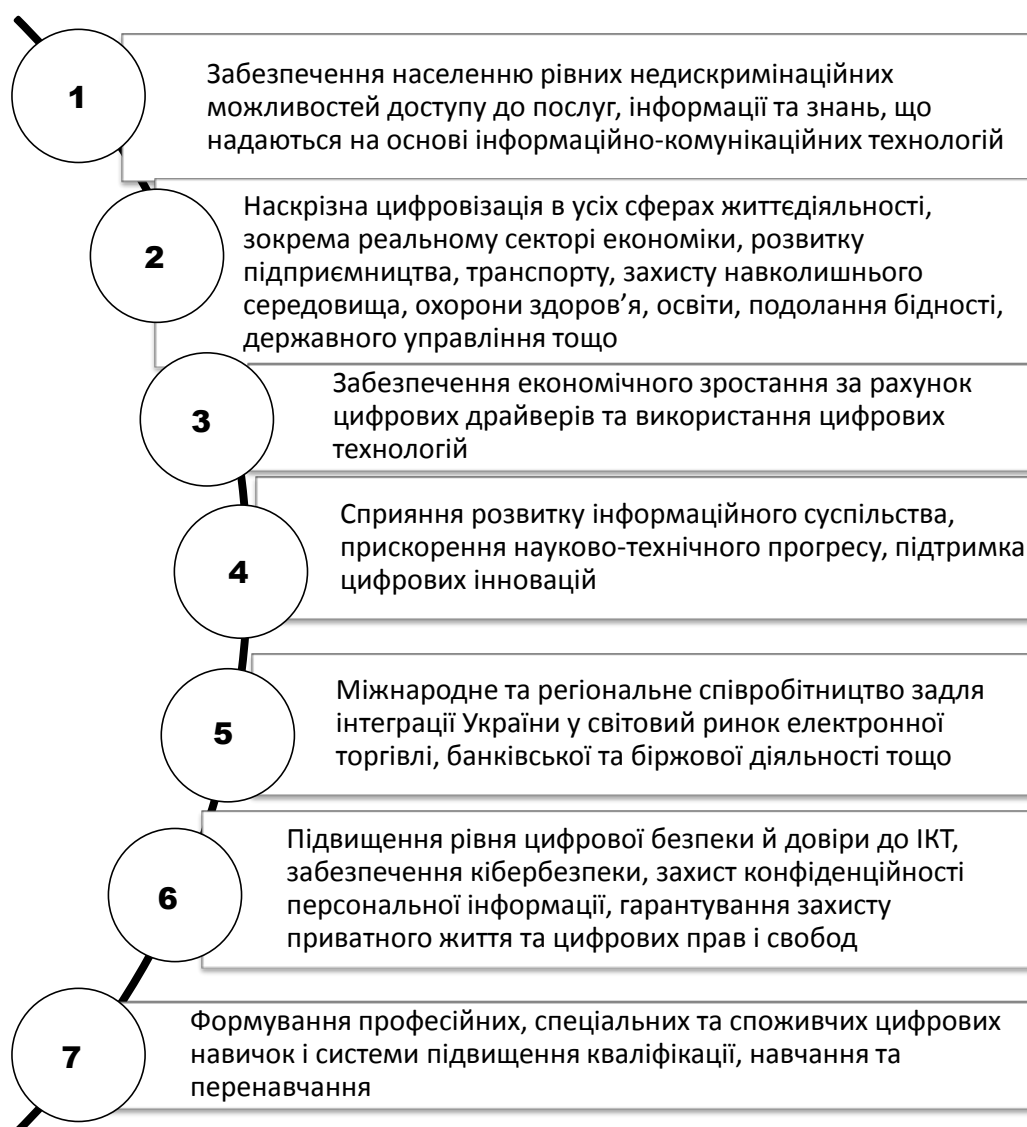 1
Забезпечення населенню рівних недискримінаційних
можливостей доступу до послуг, інформації та знань, що
надаються на основі інформаційно-комунікаційних технологій
2
Наскрізна цифровізація в усіх сферах життєдіяльності,
зокрема реальному секторі економіки, розвитку
підприємництва, транспорту, захисту навколишнього
середовища, охорони здоров’я, освіти, подолання бідності,
державного управління тощо
3
Забезпечення економічного зростання за рахунок
цифрових драйверів та використання цифрових
технологій
4
Сприяння розвитку інформаційного суспільства,
прискорення науково-технічного прогресу, підтримка
цифрових інновацій
5
Міжнародне та регіональне співробітництво задля
інтеграції України у світовий ринок електронної
торгівлі, банківської та біржової діяльності тощо
6
Підвищення рівня цифрової безпеки й довіри до ІКТ,
забезпечення кібербезпеки, захист конфіденційності
персональної інформації, гарантування захисту
приватного життя та цифрових прав і свобод
7
Формування професійних, спеціальних та споживчих цифрових
навичок і системи підвищення кваліфікації, навчання та
перенавчання